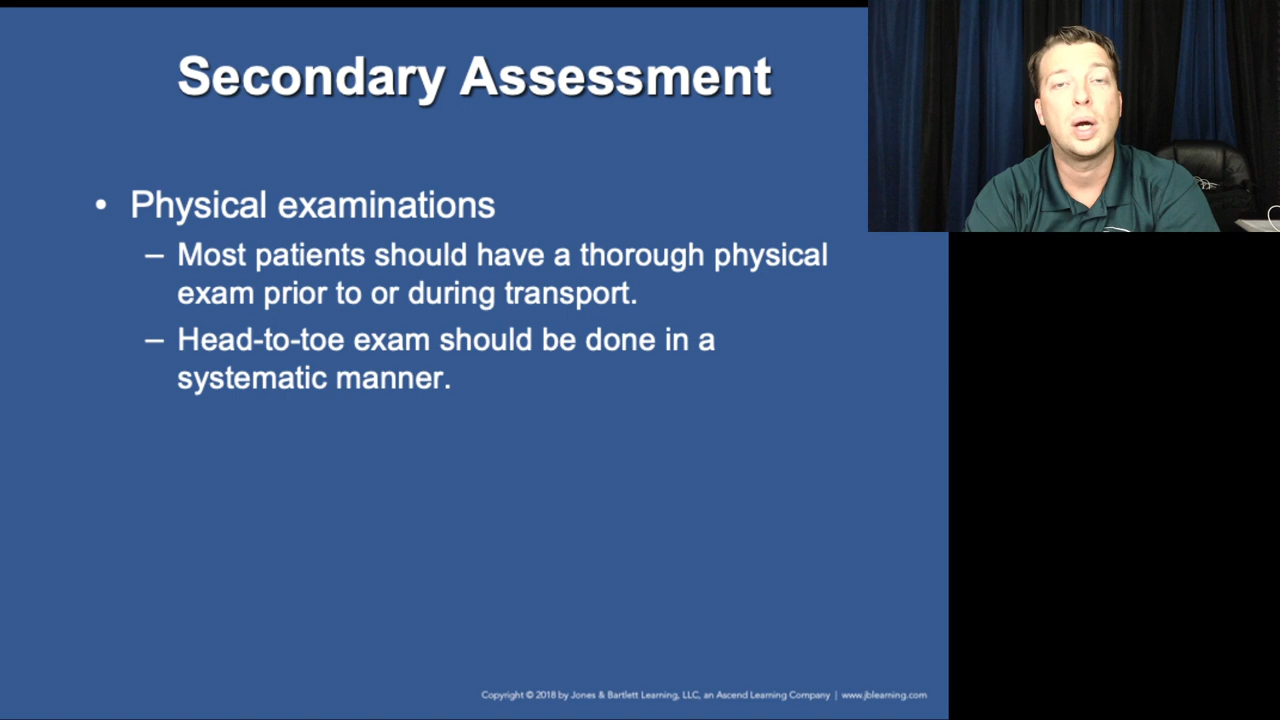 Secondary Assessment
• Physical examinations
– Most patients should have a thorough physical
exam prior to or during transport.
– Head-to-toe exam should be done in a
systematic manner.
Copyright © 2018 by Jones & Bartlett Learning, LLC, an Ascend Learning Company | www.jblearning.com